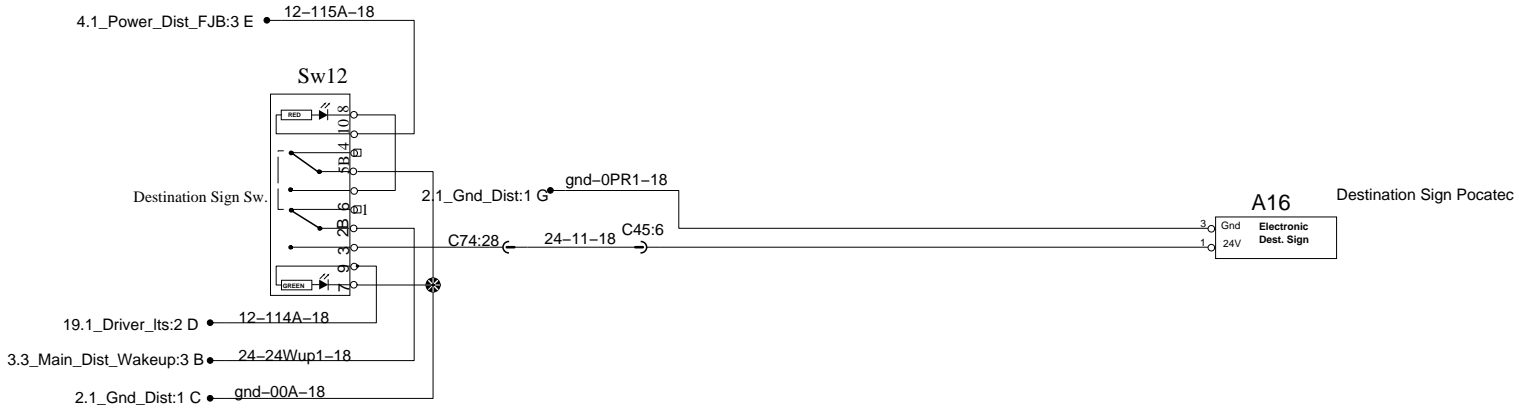 12–115A–18
4.1_Power_Dist_FJB:3 E
Sw12
RED
8
10
4
5B
Destination Sign Sw.
6
1
2B
3
9
7
GREEN
2.1_Gnd_Dist:1 G
gnd–0PR1–18
C74:28
24–11–18
C45:6
A16
Destination Sign Pocatec
3
Gnd
Electronic
1
24V
Dest. Sign
19.1_Driver_lts:2 D
12–114A–18
3.3_Main_Dist_Wakeup:3 B
24–24Wup1–18
2.1_Gnd_Dist:1 C
gnd–00A–18